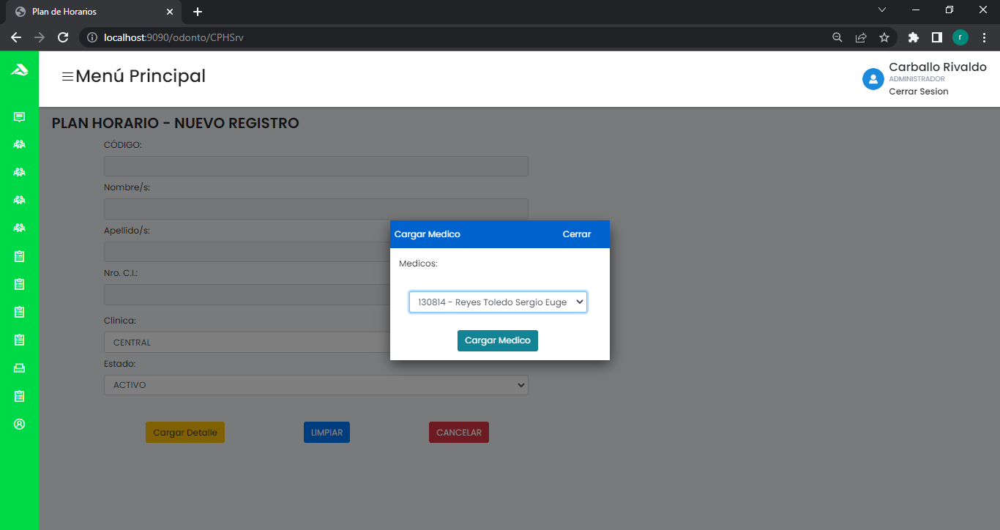 Plan de Horarios
localhost:9090/odonto/CPHSrv
r
Menú Principal
Carballo Rivaldo
ADMINISTRADOR
Cerrar Sesion
PLAN HORARIO - NUEVO REGISTRO
CÓDIGO:
Nombre/s:
Apellido/s:
Nro. C.I.:
Clinica:
CENTRAL
Estado:
ACTIVO
Cargar Detalle
LIMPIAR
CANCELAR
Cargar Medico
Cerrar
Medicos:
130814 - Reyes Toledo Sergio Euge
Cargar Medico